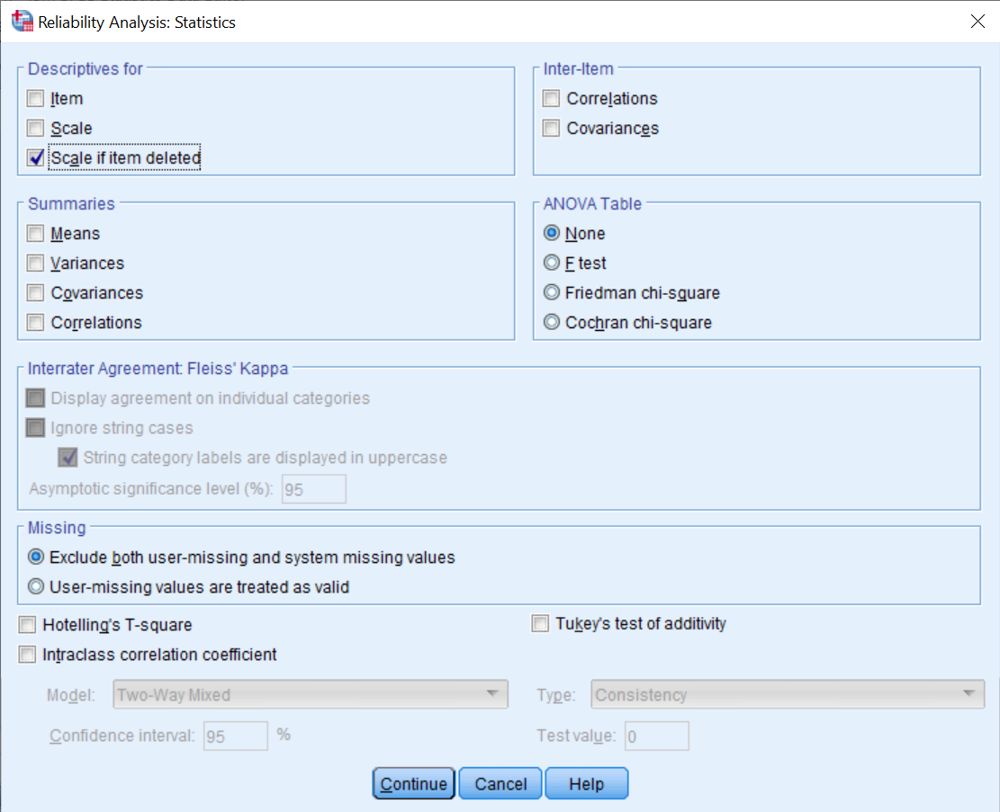 Reliability Analysis: Statistics
Descriptives for
Item
Scale
Scale if item deleted
Inter-Item
Correlations
Covariances
Summaries
Means
Variances
Covariances
Correlations
ANOVA Table
None
F test
Friedman chi-square
Cochran chi-square
Interrater Agreement: Fleiss' Kappa
Display agreement on individual categories
Ignore string cases
String category labels are displayed in uppercase
Asymptotic significance level (%): 95
Missing
Exclude both user-missing and system missing values
User-missing values are treated as valid
Hotelling's T-square
Tukey's test of additivity
Intraclass correlation coefficient
Model: Two-Way Mixed
Type: Consistency
Confidence interval: 95 %
Test value: 0
Continue
Cancel
Help